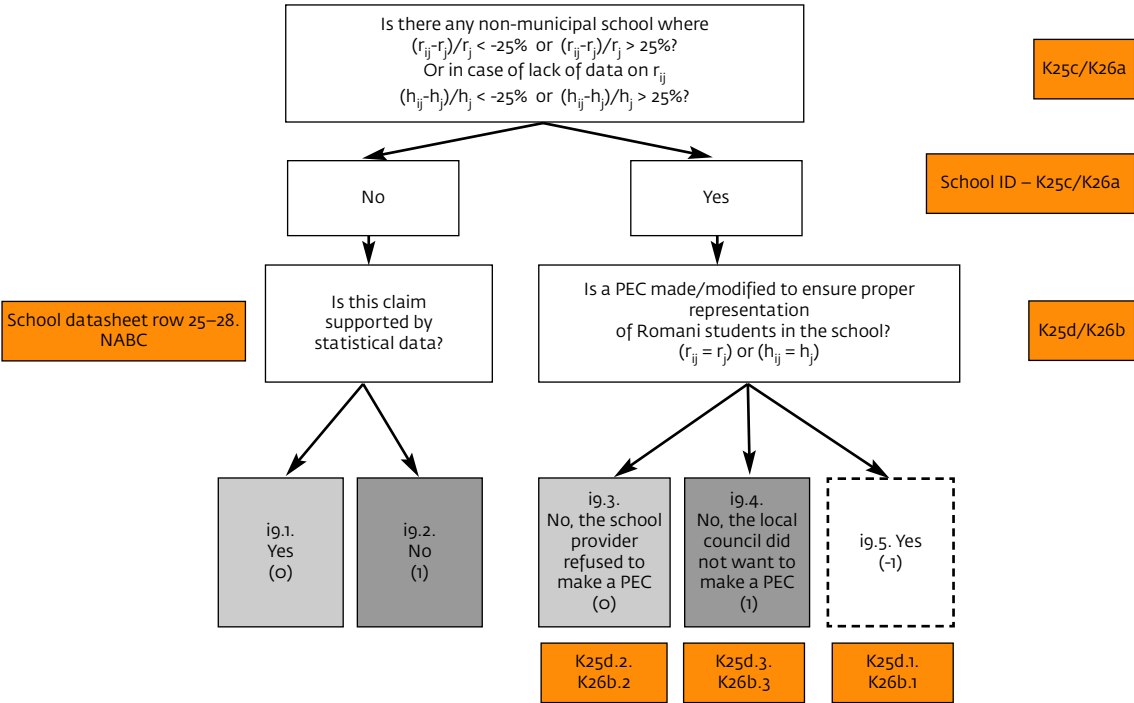 Is there any non-municipal school where
(rij-rj)/rj < -25% or (rij-rj)/rj > 25%?
Or in case of lack of data on rij
(hij-hj)/hj < -25% or (hij-hj)/hj > 25%?
K25c/K26a
No
Yes
School ID – K25c/K26a
School datasheet row 25–28.
NABC
Is this claim
supported by
statistical data?
Is a PEC made/modified to ensure proper
representation
of Romani students in the school?
(rij = rj) or (hij = hj)
K25d/K26b
i9.1.
Yes
(0)
i9.2.
No
(1)
i9.3.
No, the school
provider
refused to
make a PEC
(0)
i9.4.
No, the local
council did
not want to
make a PEC
(1)
i9.5. Yes
(-1)
K25d.2.
K26b.2
K25d.3.
K26b.3
K25d.1.
K26b.1